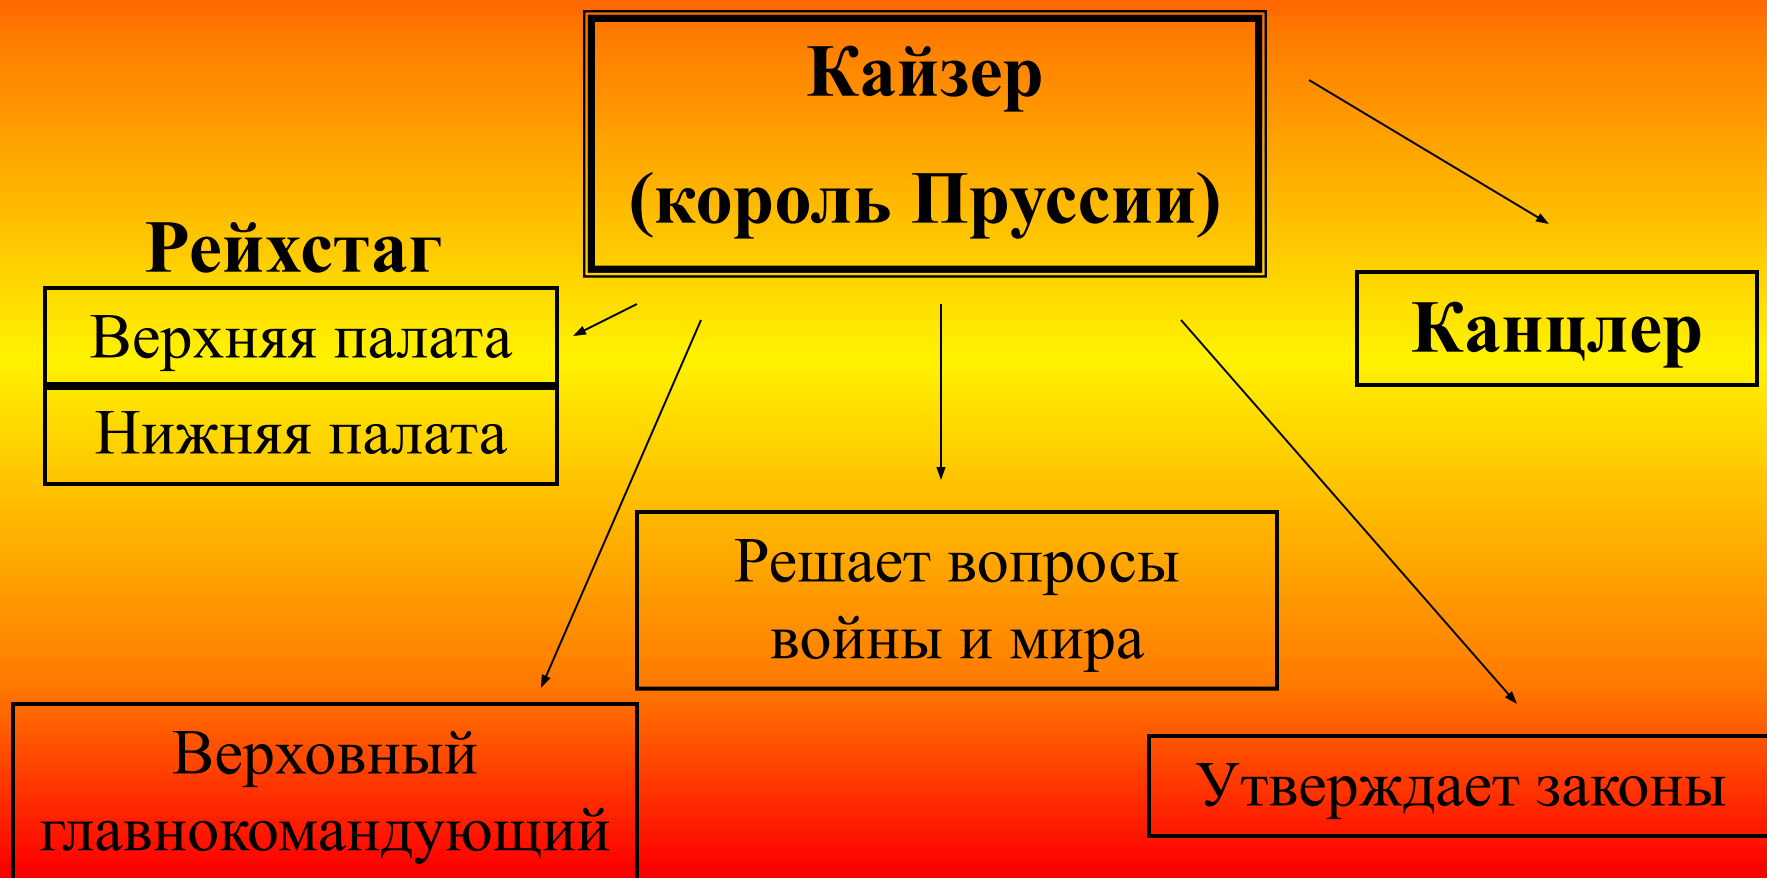 Кайзер
(король Пруссии)
Рейхстаг
Верхняя палата
Нижняя палата
Канцлер
Решает вопросы
войны и мира
Верховный
главнокомандующий
Утверждает законы